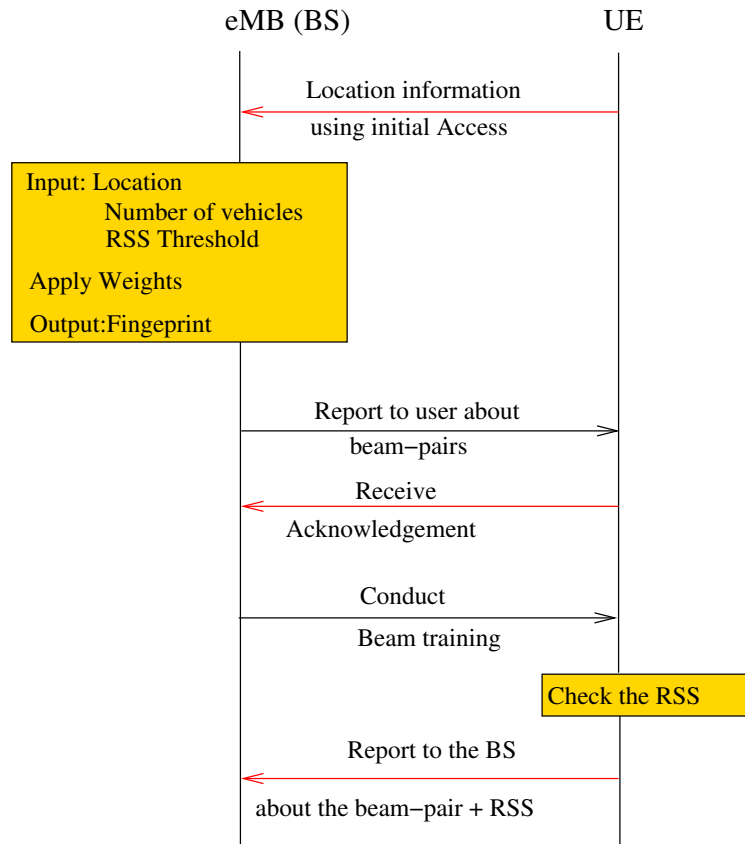 eMB (BS)
UE
Location information
using initial Access
Input: Location
Number of vehicles
RSS Threshold
Apply Weights
Output:Fingeprint
Report to user about
beam−pairs
Receive
Acknowledgement
Conduct
Beam training
Check the RSS
Report to the BS
about the beam−pair + RSS